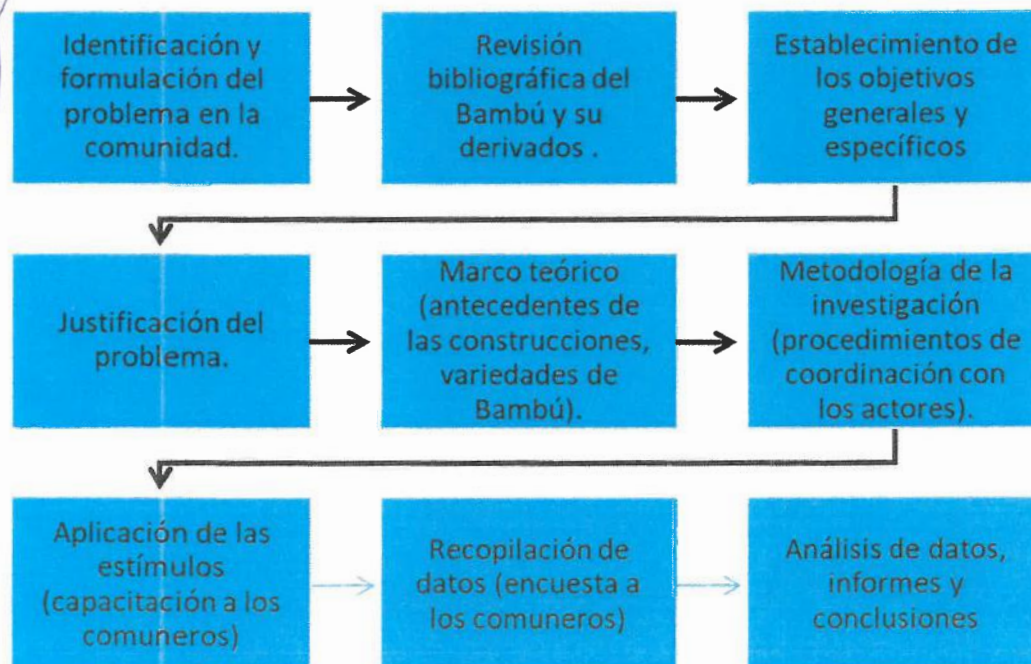 Identificación y
formulación del
problema en la
comunidad.
Revisión
bibliográfica del
Bambú y su
derivados .
Establecimiento de
los objetivos
generales y
específicos
Justificación del
problema.
Marco teórico
(antecedentes de
las construcciones,
variedades de
Bambú).
Metodología de la
investigación
(procedimientos de
coordinación con
los actores).
Aplicación de las
estímulos
(capacitación a los
comuneros)
Recopilación de
datos (encuesta a
los comuneros)
Análisis de datos,
informes y
conclusiones